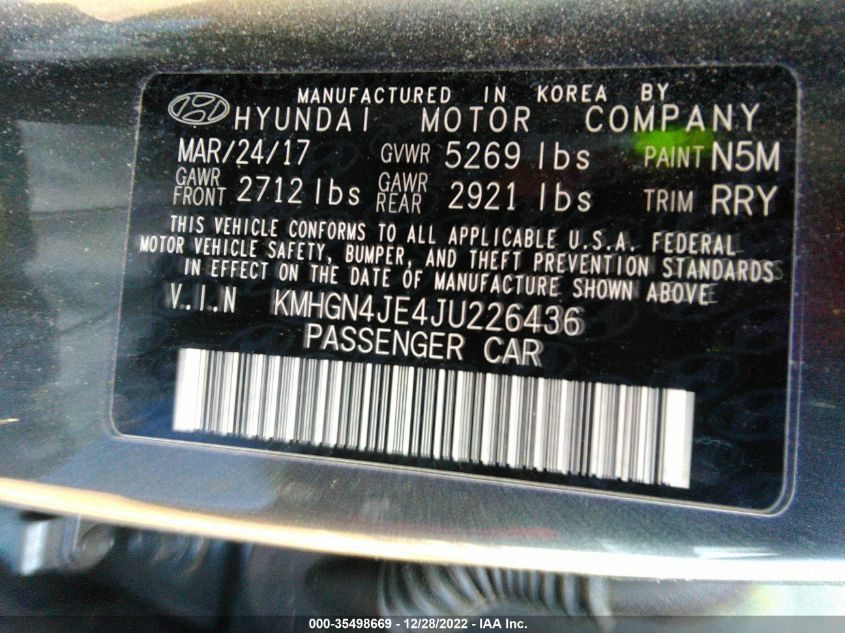 MANUFACTURED IN KOREA BY
HYUNDAI MOTOR COMPANY
MAR/24/17 GVWR 5269 lbs PAINT N5M
GAWR FRONT 2712 lbs GAWR REAR 2921 lbs TRIM RRY
THIS VEHICLE CONFORMS TO ALL APPLICABLE U.S.A. FEDERAL
MOTOR VEHICLE SAFETY, BUMPER, AND THEFT PREVENTION STANDARDS
IN EFFECT ON THE DATE OF MANUFACTURE SHOWN ABOVE
V.I.N KMHGN4JE4JU226436
PASSENGER CAR
000-35498669 - 12/28/2022 - IAA Inc.